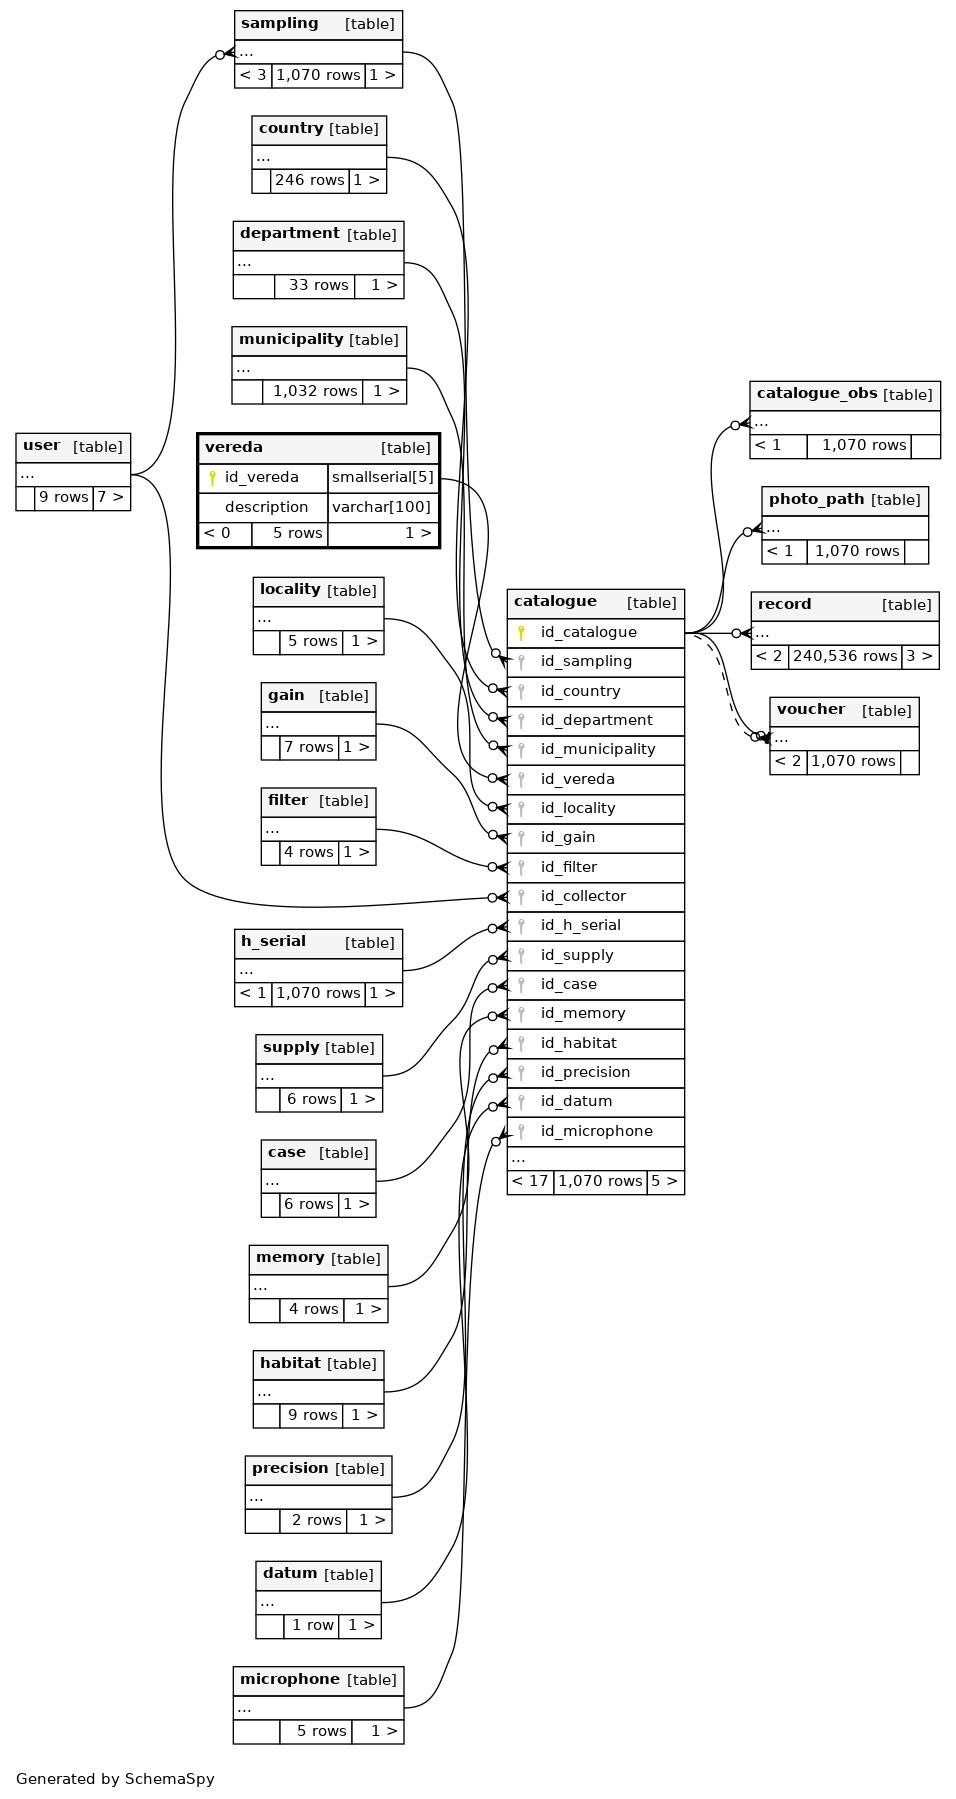 sampling [table]
...
< 3 1,070 rows 1 >
country [table]
...
246 rows 1 >
department [table]
...
33 rows 1 >
municipality [table]
...
1,032 rows 1 >
user [table]
...
9 rows 7 >
vereda [table]
id_vereda smallserial[5]
description varchar[100]
< 0 5 rows 1 >
locality [table]
...
5 rows 1 >
gain [table]
...
7 rows 1 >
filter [table]
...
4 rows 1 >
h_serial [table]
...
< 1 1,070 rows 1 >
supply [table]
...
6 rows 1 >
case [table]
...
6 rows 1 >
memory [table]
...
4 rows 1 >
habitat [table]
...
9 rows 1 >
precision [table]
...
2 rows 1 >
datum [table]
...
1 row 1 >
microphone [table]
...
5 rows 1 >
catalogue [table]
id_catalogue
id_sampling
id_country
id_department
id_municipality
id_vereda
id_locality
id_gain
id_filter
id_collector
id_h_serial
id_supply
id_case
id_memory
id_habitat
id_precision
id_datum
id_microphone
...
< 17 1,070 rows 5 >
catalogue_obs [table]
...
< 1 1,070 rows
photo_path [table]
...
< 1 1,070 rows
record [table]
...
< 2 240,536 rows 3 >
voucher [table]
...
< 2 1,070 rows
Generated by SchemaSpy